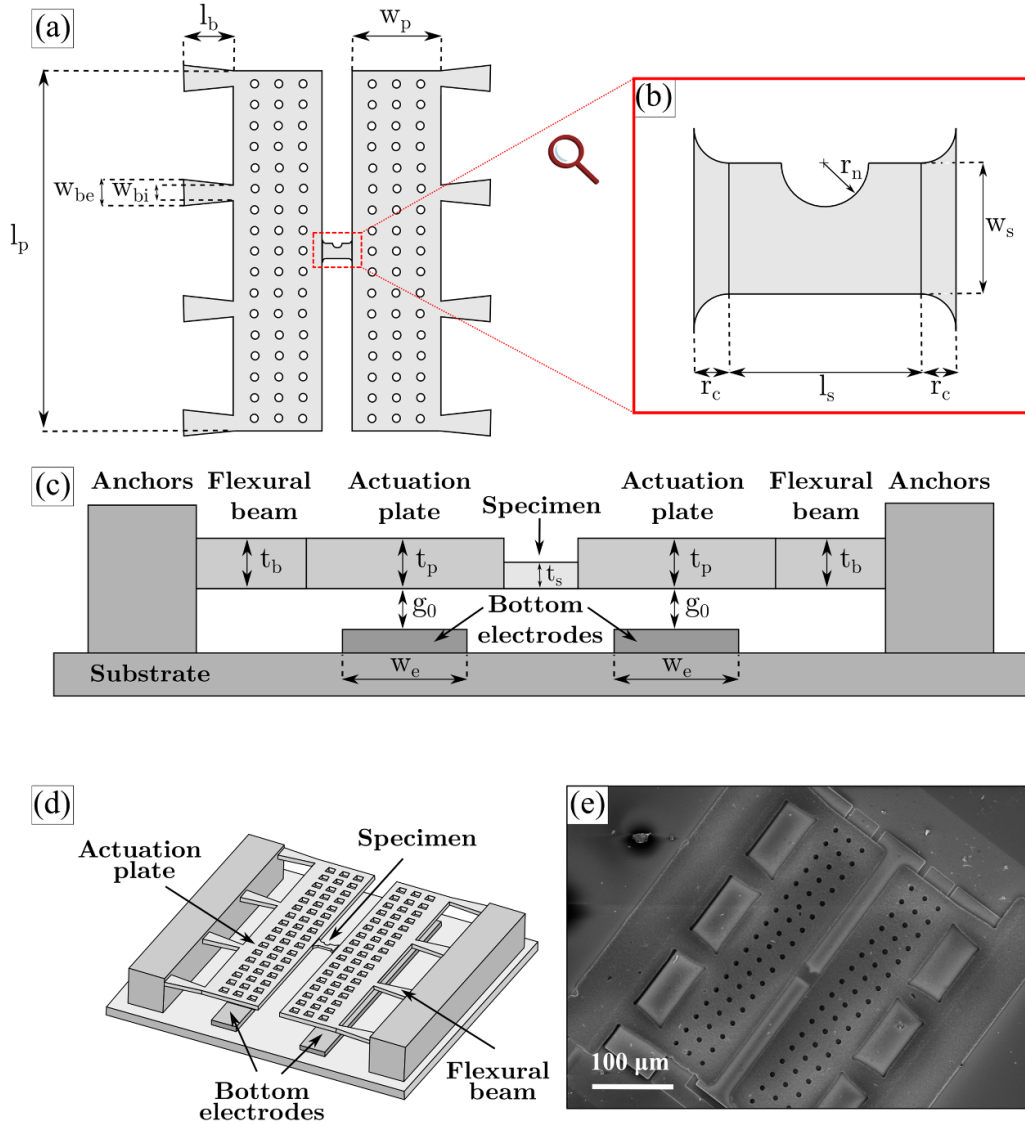 (a)
l_b
w_p
w_be
w_bi
l_p
(b)
r_n
w_s
r_c
l_s
r_c
(c)
Anchors
Flexural
beam
Actuation
plate
Specimen
Actuation
plate
Flexural
beam
Anchors
t_b
t_p
t_s
t_p
t_b
g_0
Bottom
electrodes
g_0
w_e
w_e
Substrate
(d)
Actuation
plate
Specimen
Bottom
electrodes
Flexural
beam
(e)
100 μm